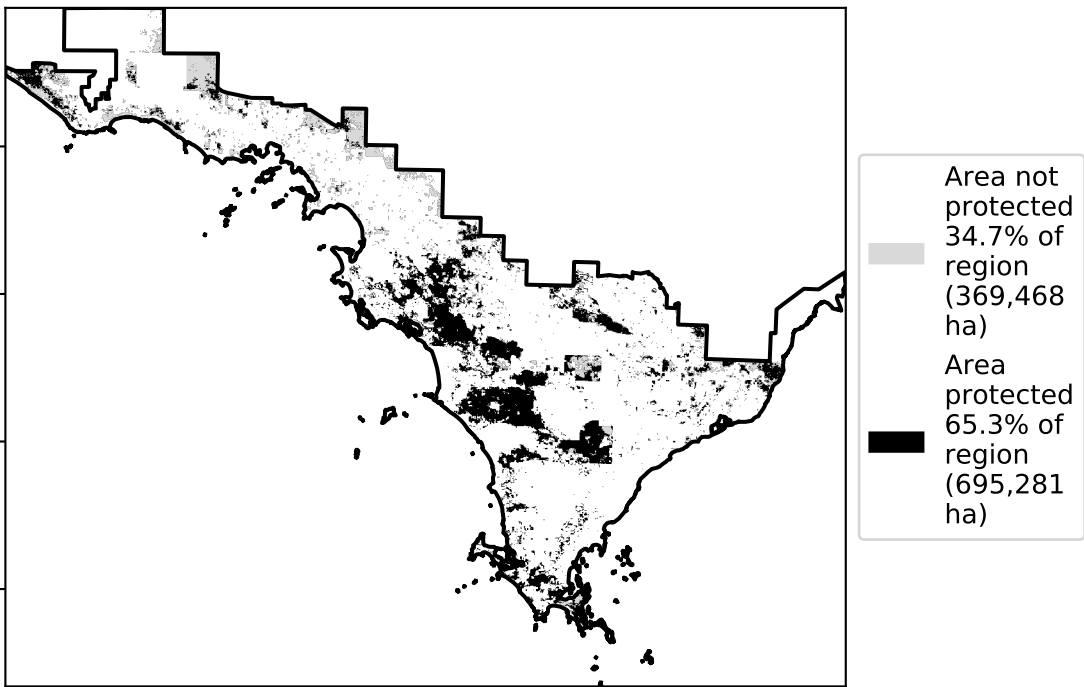 Area not
protected
34.7% of
region
(369,468
ha)
Area
protected
65.3% of
region
(695,281
ha)